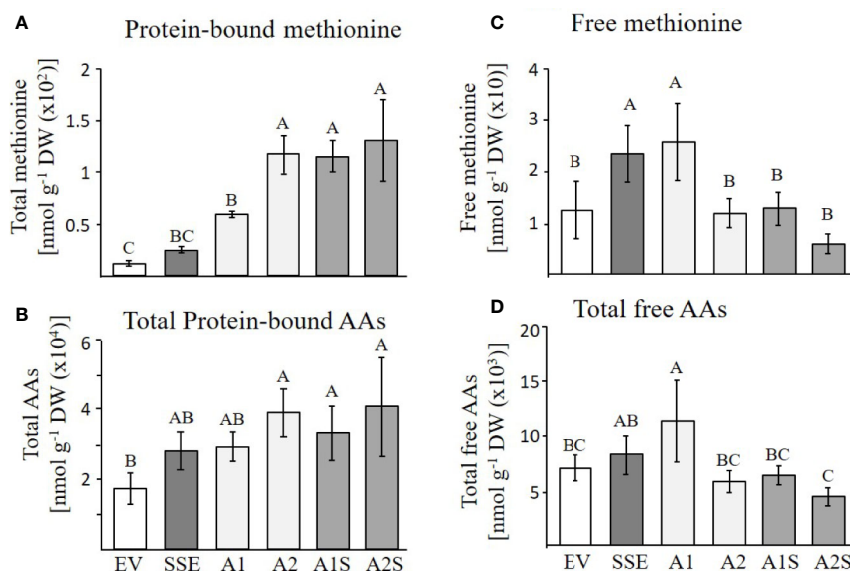 A
Protein-bound methionine
Total methionine
[nmol g⁻¹ DW (x10²)]
2
1.5
1
0.5
C
BC
B
A
A
A
C
Free methionine
Free methionine
[nmol g⁻¹ DW (x10)]
4
3
2
1
B
A
A
B
B
B
B
Total Protein-bound AAs
Total AAs
[nmol g⁻¹ DW (x10⁴)]
6
4
2
B
AB
AB
A
A
A
EV SSE A1 A2 A1S A2S
D
Total free AAs
Total free AAs
[nmol g⁻¹ DW (x10³)]
20
15
10
5
BC
AB
A
BC
BC
C
EV SSE A1 A2 A1S A2S